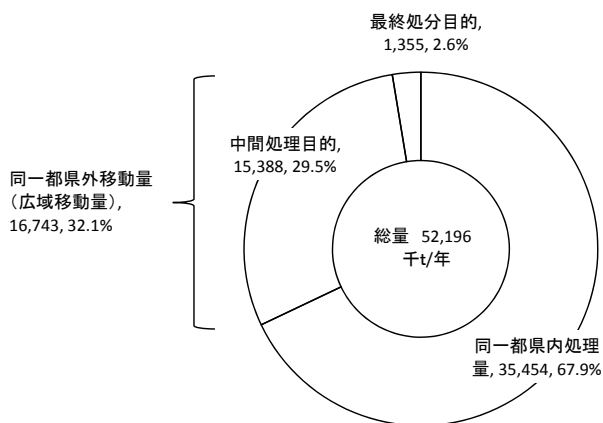 最終処分目的,
1,355, 2.6%
中間処理目的,
15,388, 29.5%
同一都県外移動量
（広域移動量）,
16,743, 32.1%
総量 52,196
千t/年
同一都県内処理
量, 35,454, 67.9%